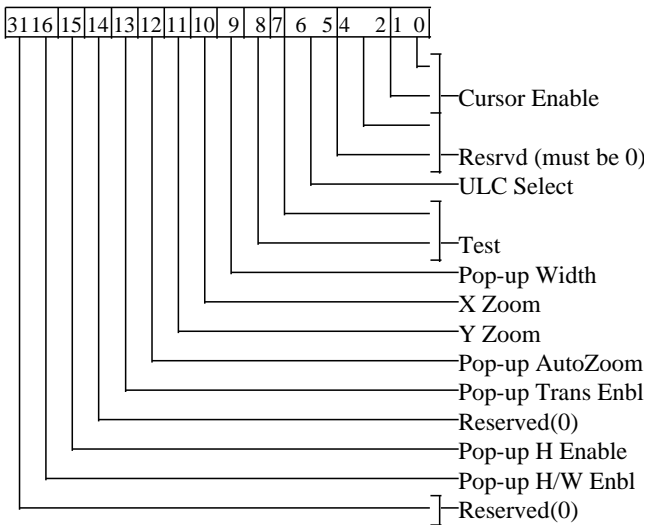 31 16 15 14 13 12 11 10 9 8 7 6 5 4 2 1 0
Cursor Enable
Resrvd (must be 0)
ULC Select
Test
Pop-up Width
X Zoom
Y Zoom
Pop-up AutoZoom
Pop-up Trans Enbl
Reserved(0)
Pop-up H Enable
Pop-up H/W Enbl
Reserved(0)